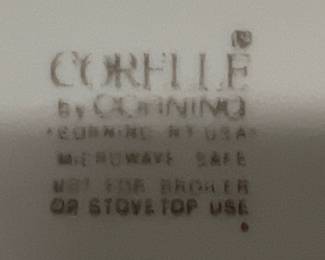 ®
CORELLE
by CORNING
CORNING NY USA
MICROWAVE SAFE
NOT FOR BROILER
OR STOVETOP USE